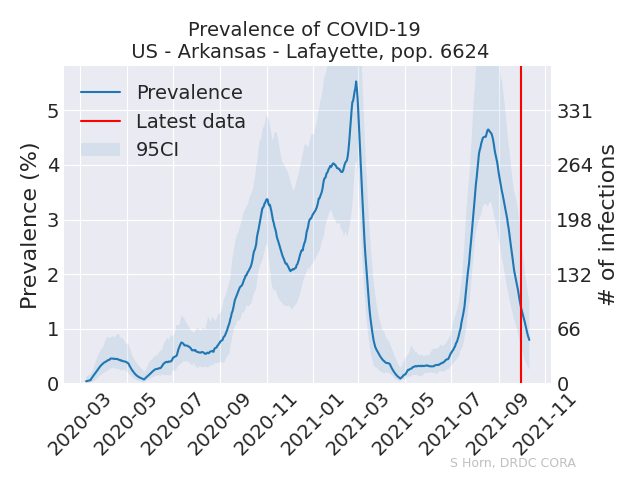 Prevalence of COVID-19
US - Arkansas - Lafayette, pop. 6624
Prevalence
Latest data
95CI
Prevalence (%)
5
4
3
2
1
0
331
264
198
132
66
0
# of infections
2020-03
2020-05
2020-07
2020-09
2020-11
2021-01
2021-03
2021-05
2021-07
2021-09
2021-11
S Horn, DRDC CORA